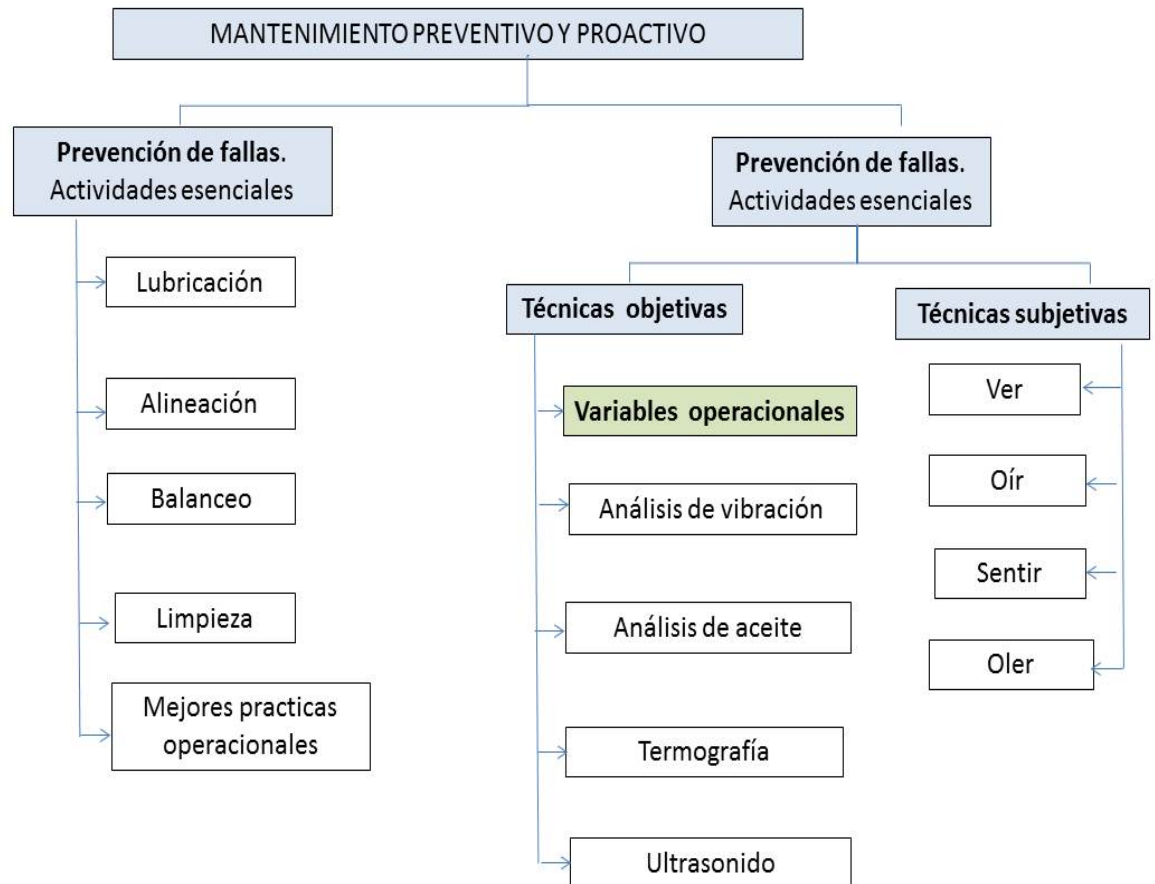 MANTENIMIENTO PREVENTIVO Y PROACTIVO
Prevención de fallas.
Actividades esenciales
Lubricación
Alineación
Balanceo
Limpieza
Mejores practicas
operacionales
Prevención de fallas.
Actividades esenciales
Técnicas objetivas
Variables operacionales
Análisis de vibración
Análisis de aceite
Termografía
Ultrasonido
Técnicas subjetivas
Ver
Oír
Sentir
Oler